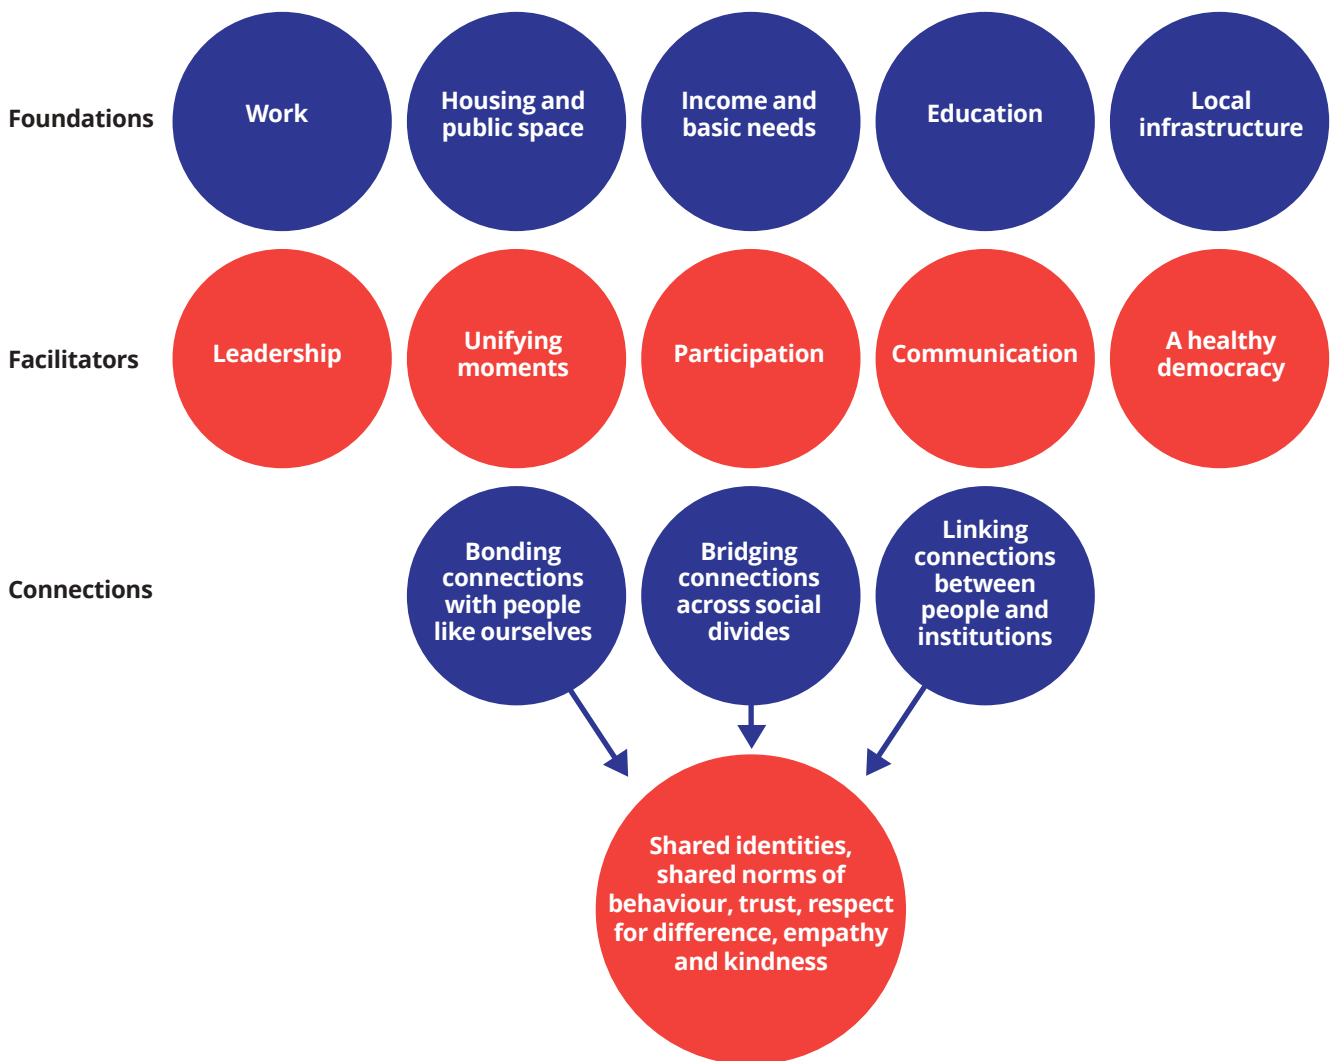 Foundations
Work
Housing and
public space
Income and
basic needs
Education
Local
infrastructure
Facilitators
Leadership
Unifying
moments
Participation
Communication
A healthy
democracy
Connections
Bonding
connections
with people
like ourselves
Bridging
connections
across social
divides
Linking
connections
between
people and
institutions
Shared identities,
shared norms of
behaviour, trust, respect
for difference, empathy
and kindness